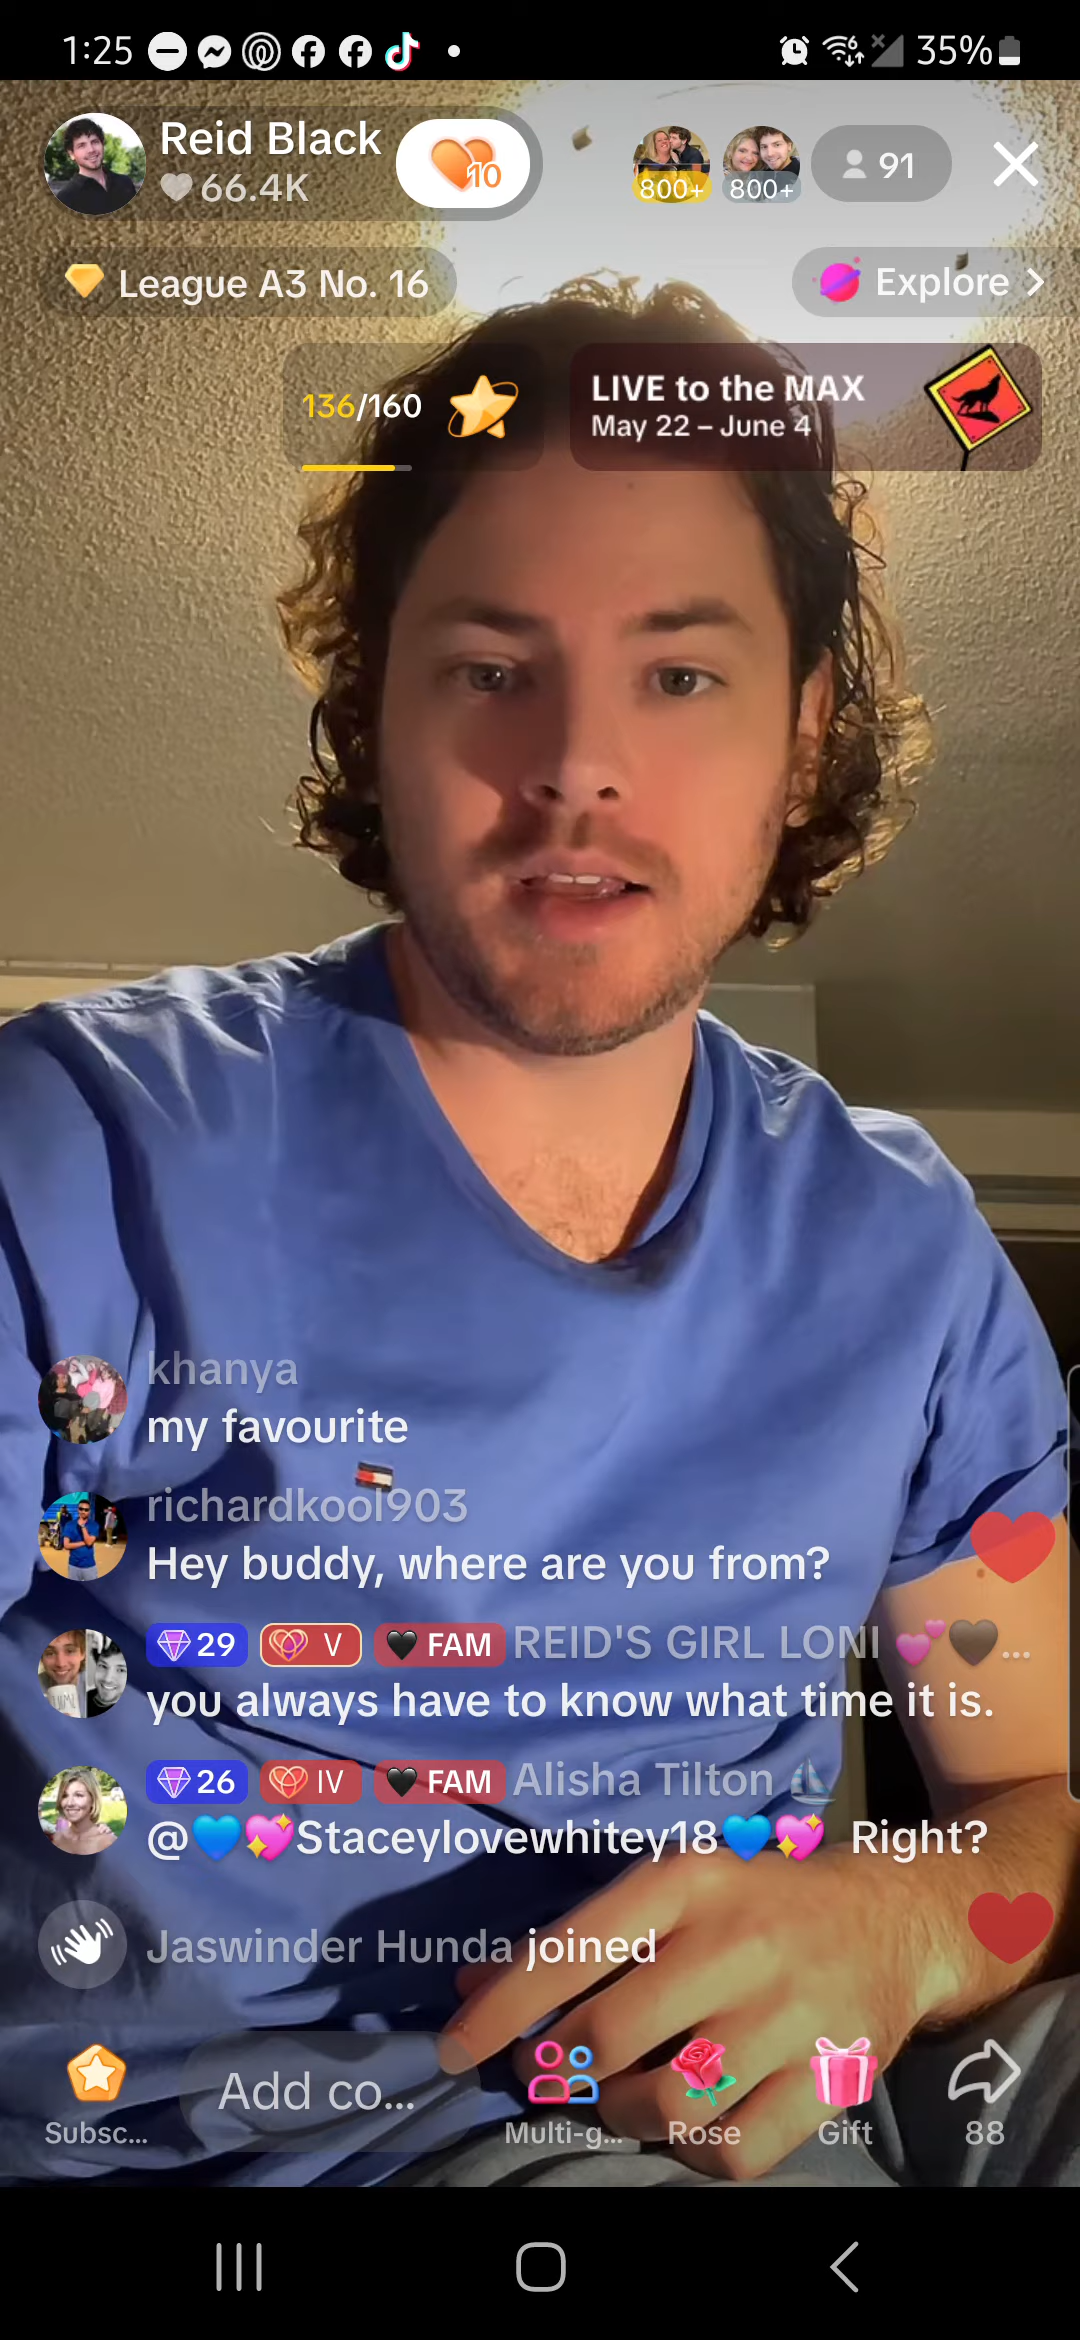 1:25
35%
Reid Black
66.4K
10
800+
800+
91
League A3 No. 16
Explore >
136/160
LIVE to the MAX
May 22 – June 4
khanya
my favourite
richardkool903
Hey buddy, where are you from?
29 V 🖤 FAM REID'S GIRL LONI 💕🖤...
you always have to know what time it is.
26 IV 🖤 FAM Alisha Tilton ⛵
@💙💖Staceylovewhitey18💙💖 Right?
Jaswinder Hunda joined
Subsc...
Add co...
Multi-g...
Rose
Gift
88